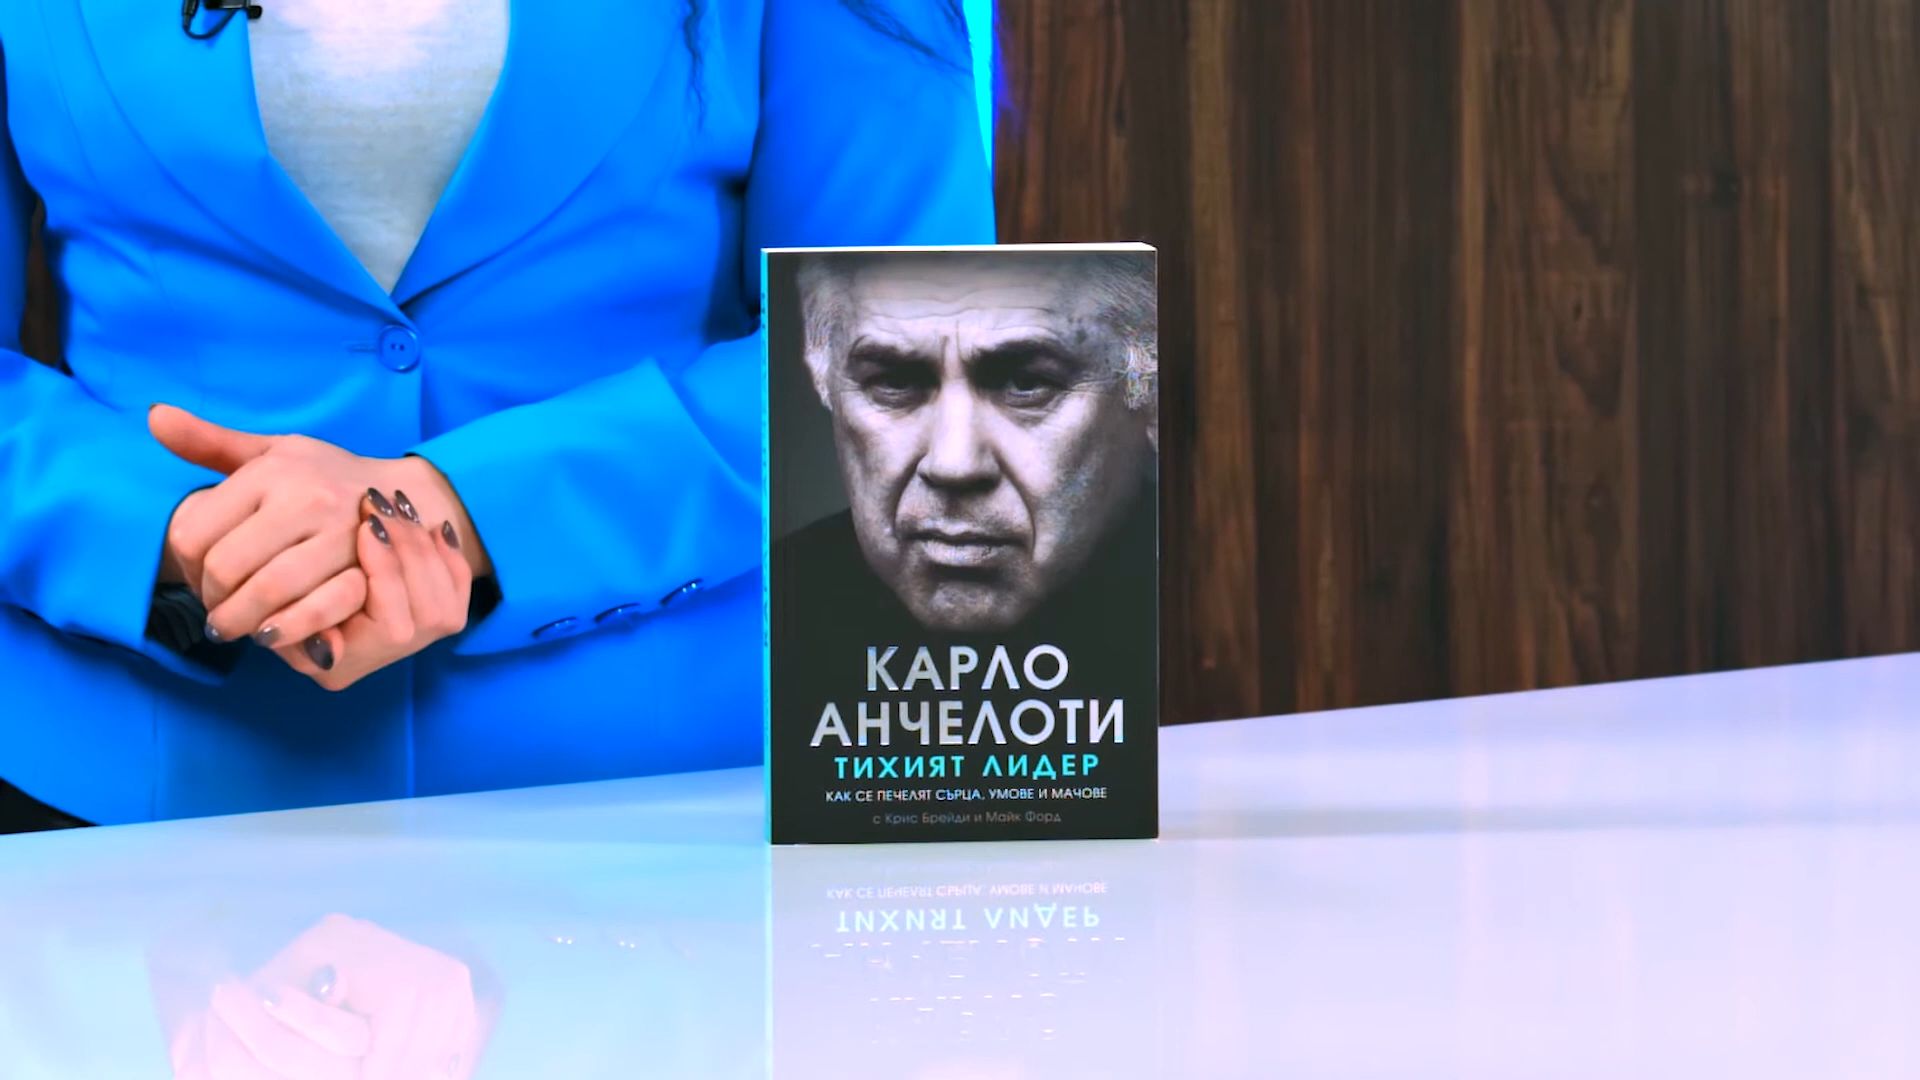 КАРЛО
АНЧЕЛОТИ
ТИХИЯТ ЛИДЕР
КАК СЕ ПЕЧЕЛЯТ СЪРЦА, УМОВЕ И МАЧОВЕ
с Крис Брейди и Майк Форд